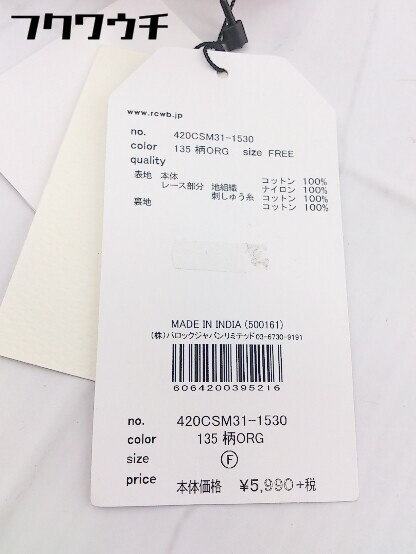 フクワウチ
www.rcwb.jp
no. 420CSM31-1530
color 135 柄ORG size FREE
quality
表地 本体 コットン 100%
レース部分 地組織 ナイロン 100%
刺しゅう糸 コットン 100%
裏地 コットン 100%
MADE IN INDIA (500161)
(株)バロックジャパンリミテッド03-6730-9191
6064200395216
no. 420CSM31-1530
color 135 柄ORG
size Ⓕ
price 本体価格 ¥5,990+税